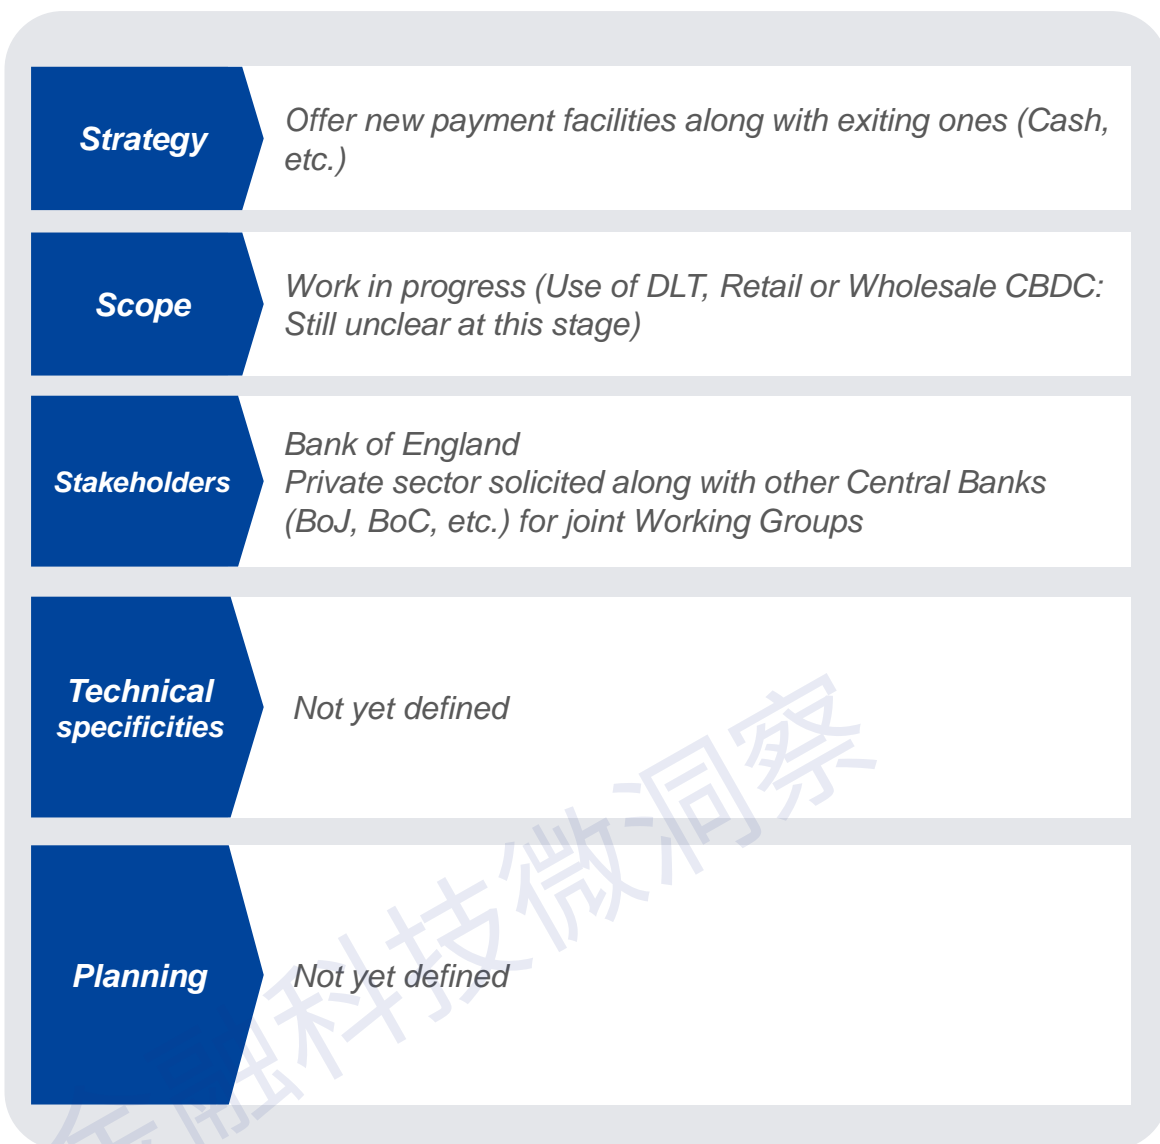 Strategy
Offer new payment facilities along with exiting ones (Cash,
etc.)
Scope
Work in progress (Use of DLT, Retail or Wholesale CBDC:
Still unclear at this stage)
Stakeholders
Bank of England
Private sector solicited along with other Central Banks
(BoJ, BoC, etc.) for joint Working Groups
Technical
specificities
Not yet defined
Planning
Not yet defined
金融科技微洞察